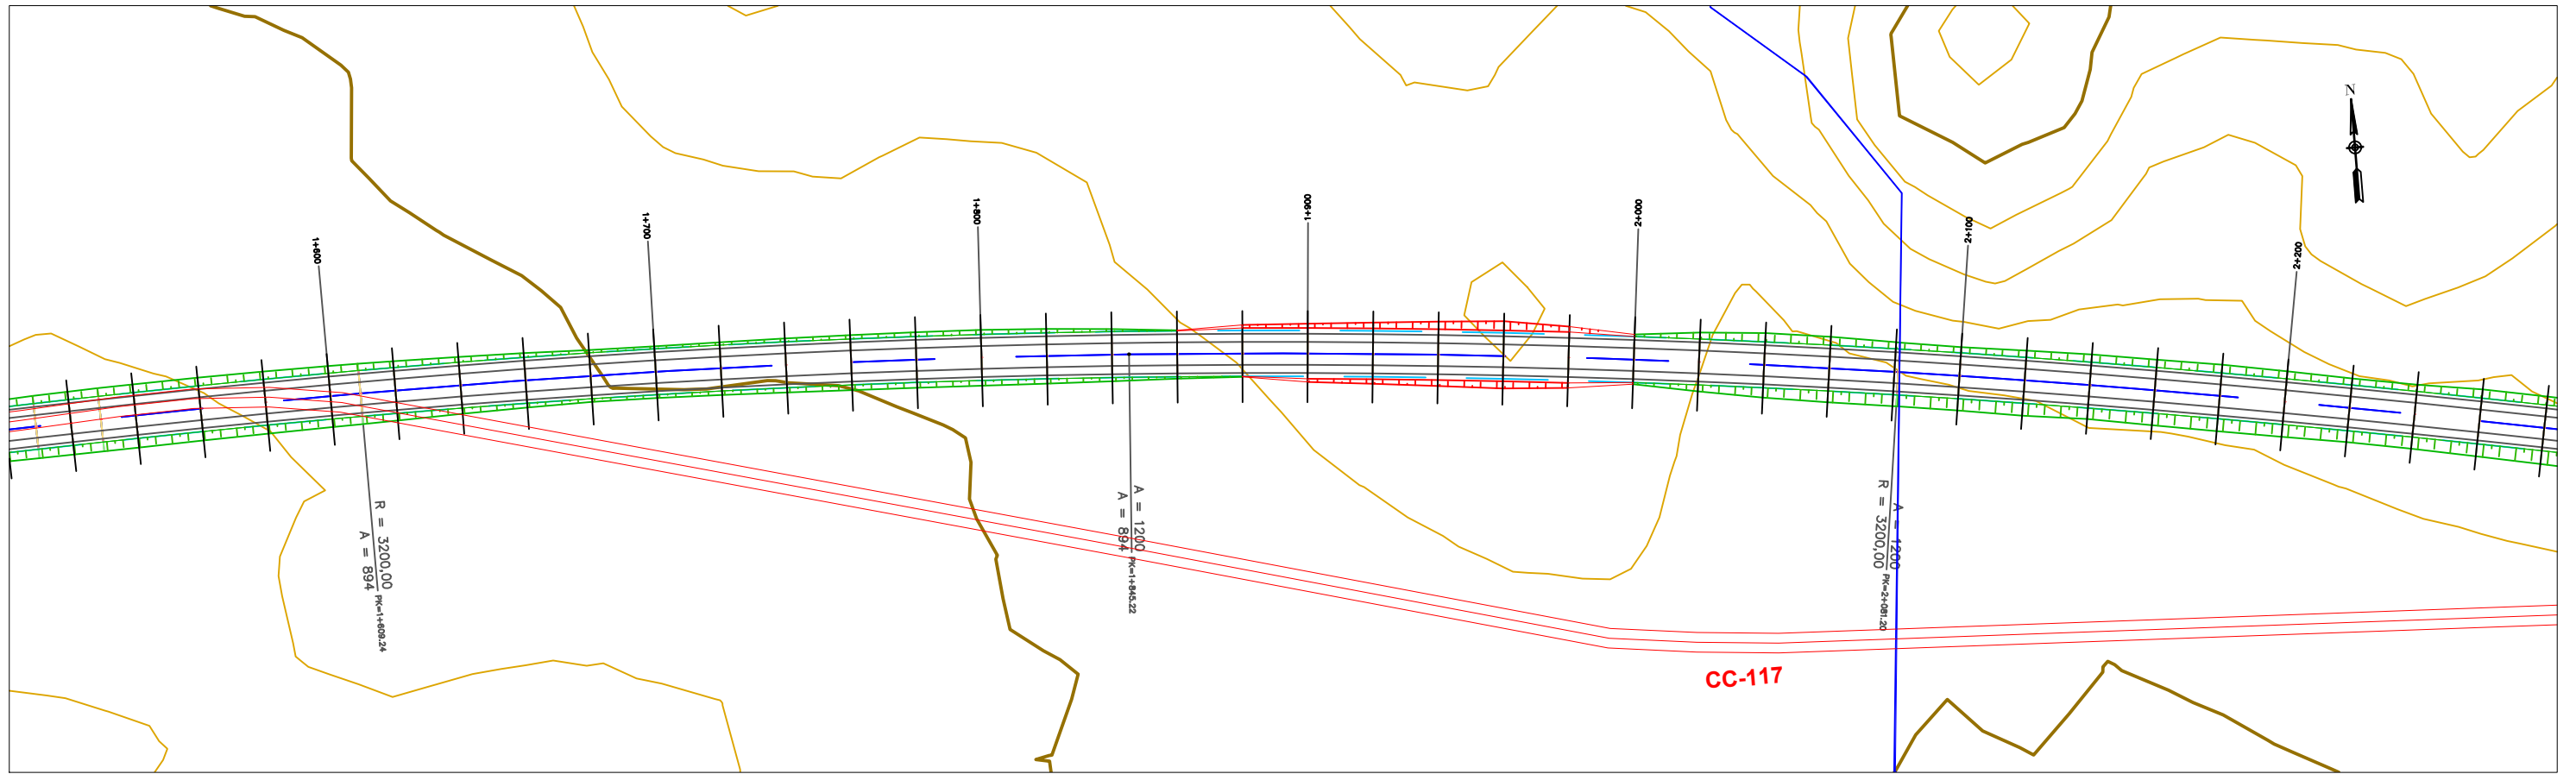 N
1+600
1+700
1+800
1+900
2+000
2+100
2+200
R = 3200,00
A = 894
PK=1+609.24
A = 1200
A = 894
PK=1+845.22
A = 1200
R = 3200,00
PK=2+081.20
CC-117